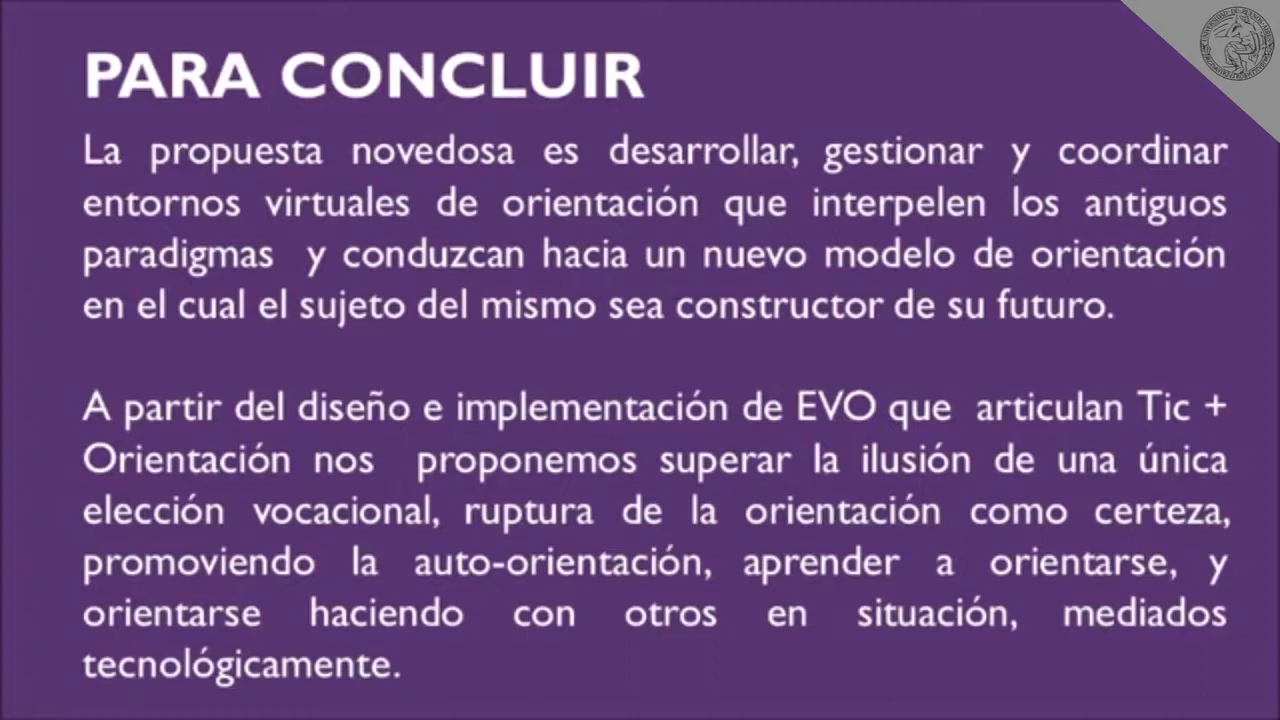 PARA CONCLUIR
La propuesta novedosa es desarrollar, gestionar y coordinar
entornos virtuales de orientación que interpelen los antiguos
paradigmas y conduzcan hacia un nuevo modelo de orientación
en el cual el sujeto del mismo sea constructor de su futuro.
A partir del diseño e implementación de EVO que articulan Tic +
Orientación nos proponemos superar la ilusión de una única
elección vocacional, ruptura de la orientación como certeza,
promoviendo la auto-orientación, aprender a orientarse, y
orientarse haciendo con otros en situación, mediados
tecnológicamente.